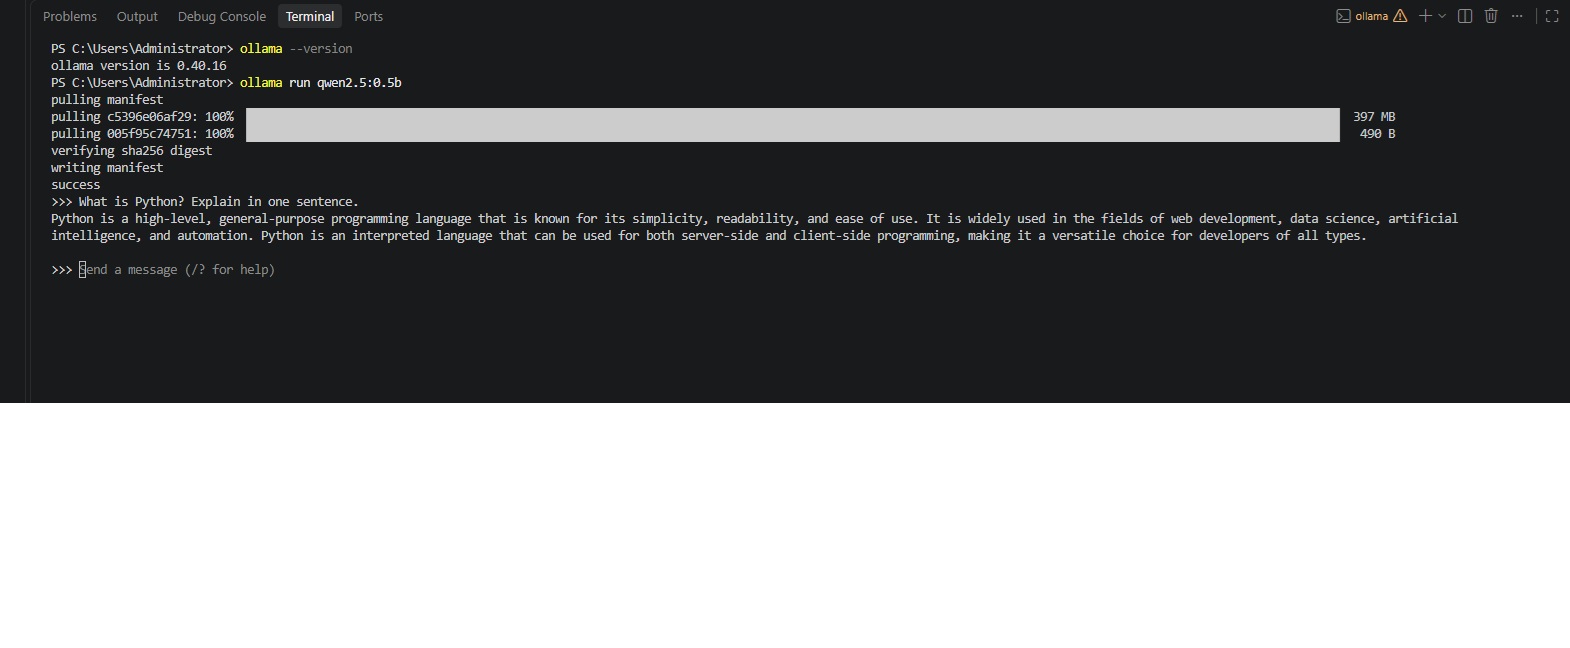 Problems Output Debug Console Terminal Ports ollama
PS C:\Users\Administrator> ollama --version
ollama version is 0.40.16
PS C:\Users\Administrator> ollama run qwen2.5:0.5b
pulling manifest
pulling c5396e06af29: 100% 397 MB
pulling 005f95c74751: 100% 490 B
verifying sha256 digest
writing manifest
success
>>> What is Python? Explain in one sentence.
Python is a high-level, general-purpose programming language that is known for its simplicity, readability, and ease of use. It is widely used in the fields of web development, data science, artificial
intelligence, and automation. Python is an interpreted language that can be used for both server-side and client-side programming, making it a versatile choice for developers of all types.
>>> Send a message (/? for help)